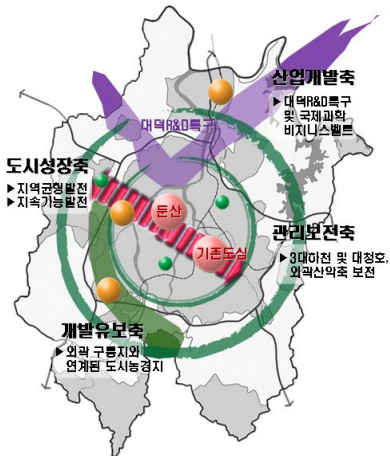 산업개발축
▶대덕R&D특구
및 국제과학
비지니스벨트
대덕R&D특구
도시성장축
▶지역균형발전
▶지속가능발전
둔산
기존도심
관리보전축
▶3대하천 및 대청호,
외곽산악축 보전
개발유보축
▶외곽 구릉지와
연계된 도시농경지